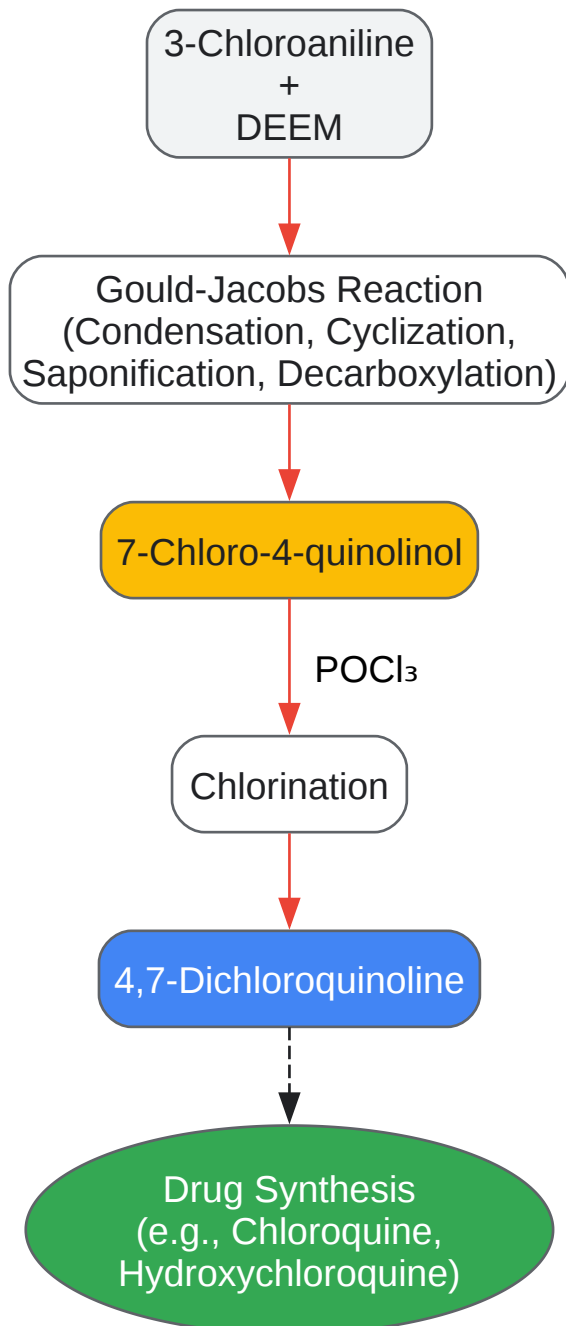 3-Chloroaniline
+
DEEM
Gould-Jacobs Reaction
(Condensation, Cyclization,
Saponification, Decarboxylation)
7-Chloro-4-quinolinol
POCl₃
Chlorination
4,7-Dichloroquinoline
Drug Synthesis
(e.g., Chloroquine,
Hydroxychloroquine)